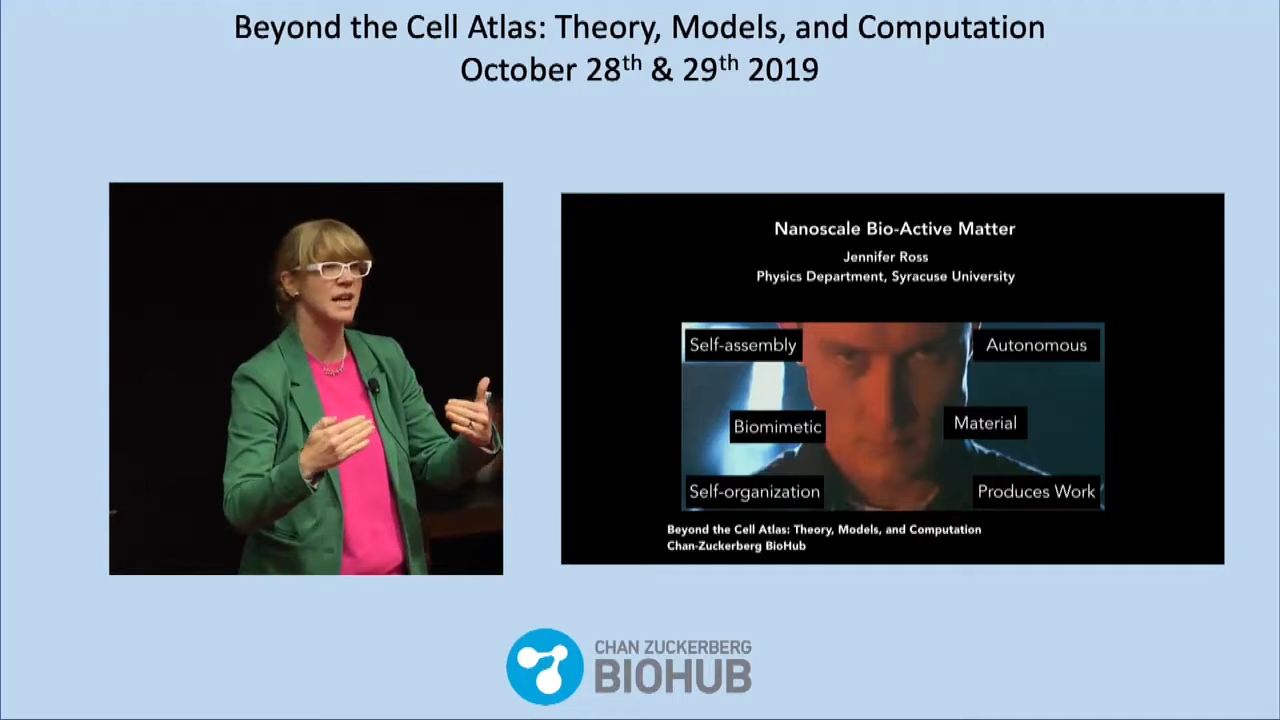 Beyond the Cell Atlas: Theory, Models, and Computation
October 28th & 29th 2019
Nanoscale Bio-Active Matter
Jennifer Ross
Physics Department, Syracuse University
Self-assembly
Autonomous
Biomimetic
Material
Self-organization
Produces Work
Beyond the Cell Atlas: Theory, Models, and Computation
Chan-Zuckerberg BioHub
CHAN ZUCKERBERG
BIOHUB